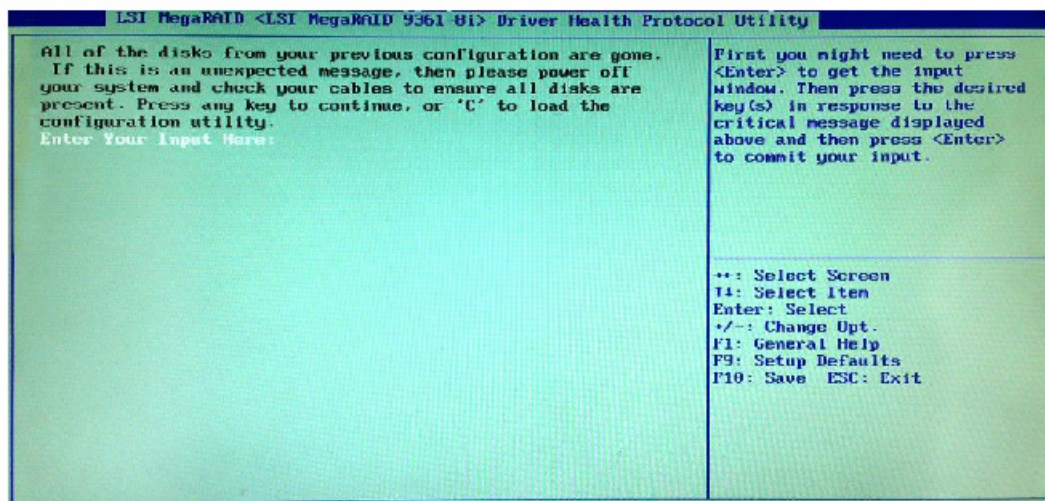 LSI MegaRAID <LSI MegaRAID 9361-8i> Driver Health Protocol Utility
All of the disks from your previous configuration are gone.
If this is an unexpected message, then please power off
your system and check your cables to ensure all disks are
present. Press any key to continue, or 'C' to load the
configuration utility.
Enter Your Input Here:
First you might need to press
<Enter> to get the input
window. Then press the desired
key(s) in response to the
critical message displayed
above and then press <Enter>
to commit your input.
↔: Select Screen
↑↓: Select Item
Enter: Select
+/-: Change Opt.
F1: General Help
F9: Setup Defaults
F10: Save ESC: Exit